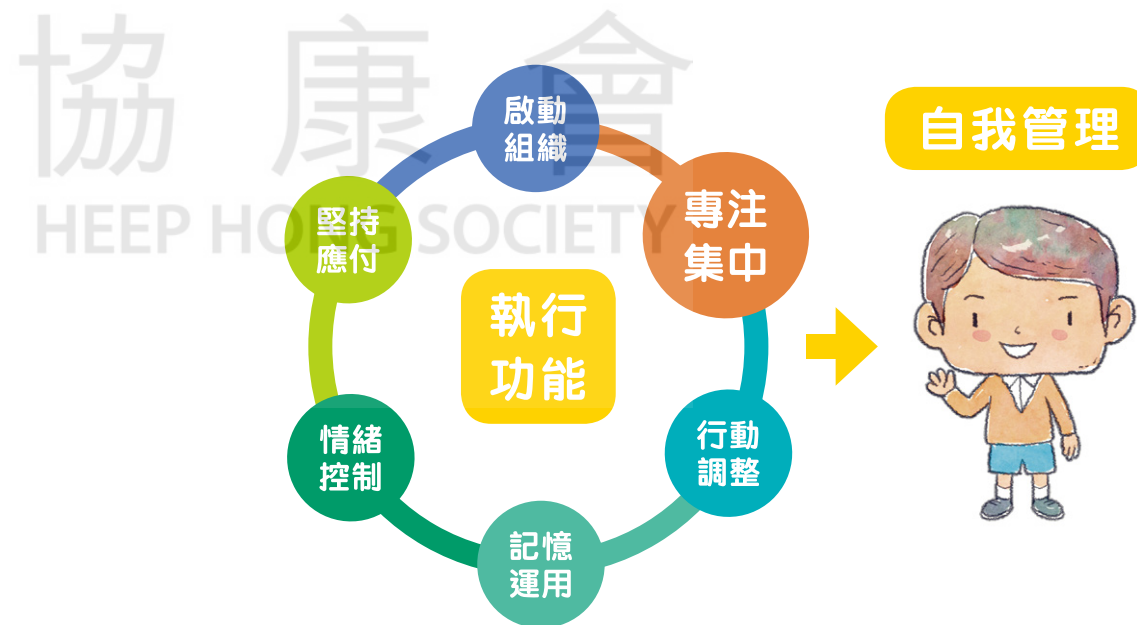 協康會
HEEP HONG SOCIETY
啟動
組織
專注
集中
行動
調整
記憶
運用
情緒
控制
堅持
應付
執行
功能
自我管理